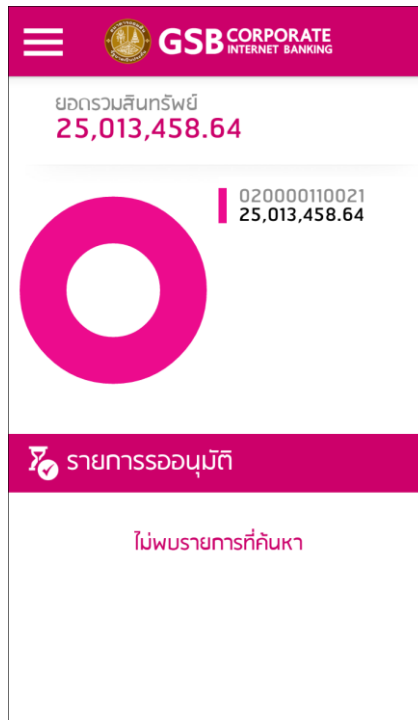 GSB CORPORATE
INTERNET BANKING
ยอดรวมสินทรัพย์
25,013,458.64
020000110021
25,013,458.64
รายการรออนุมัติ
ไม่พบรายการที่ค้นหา